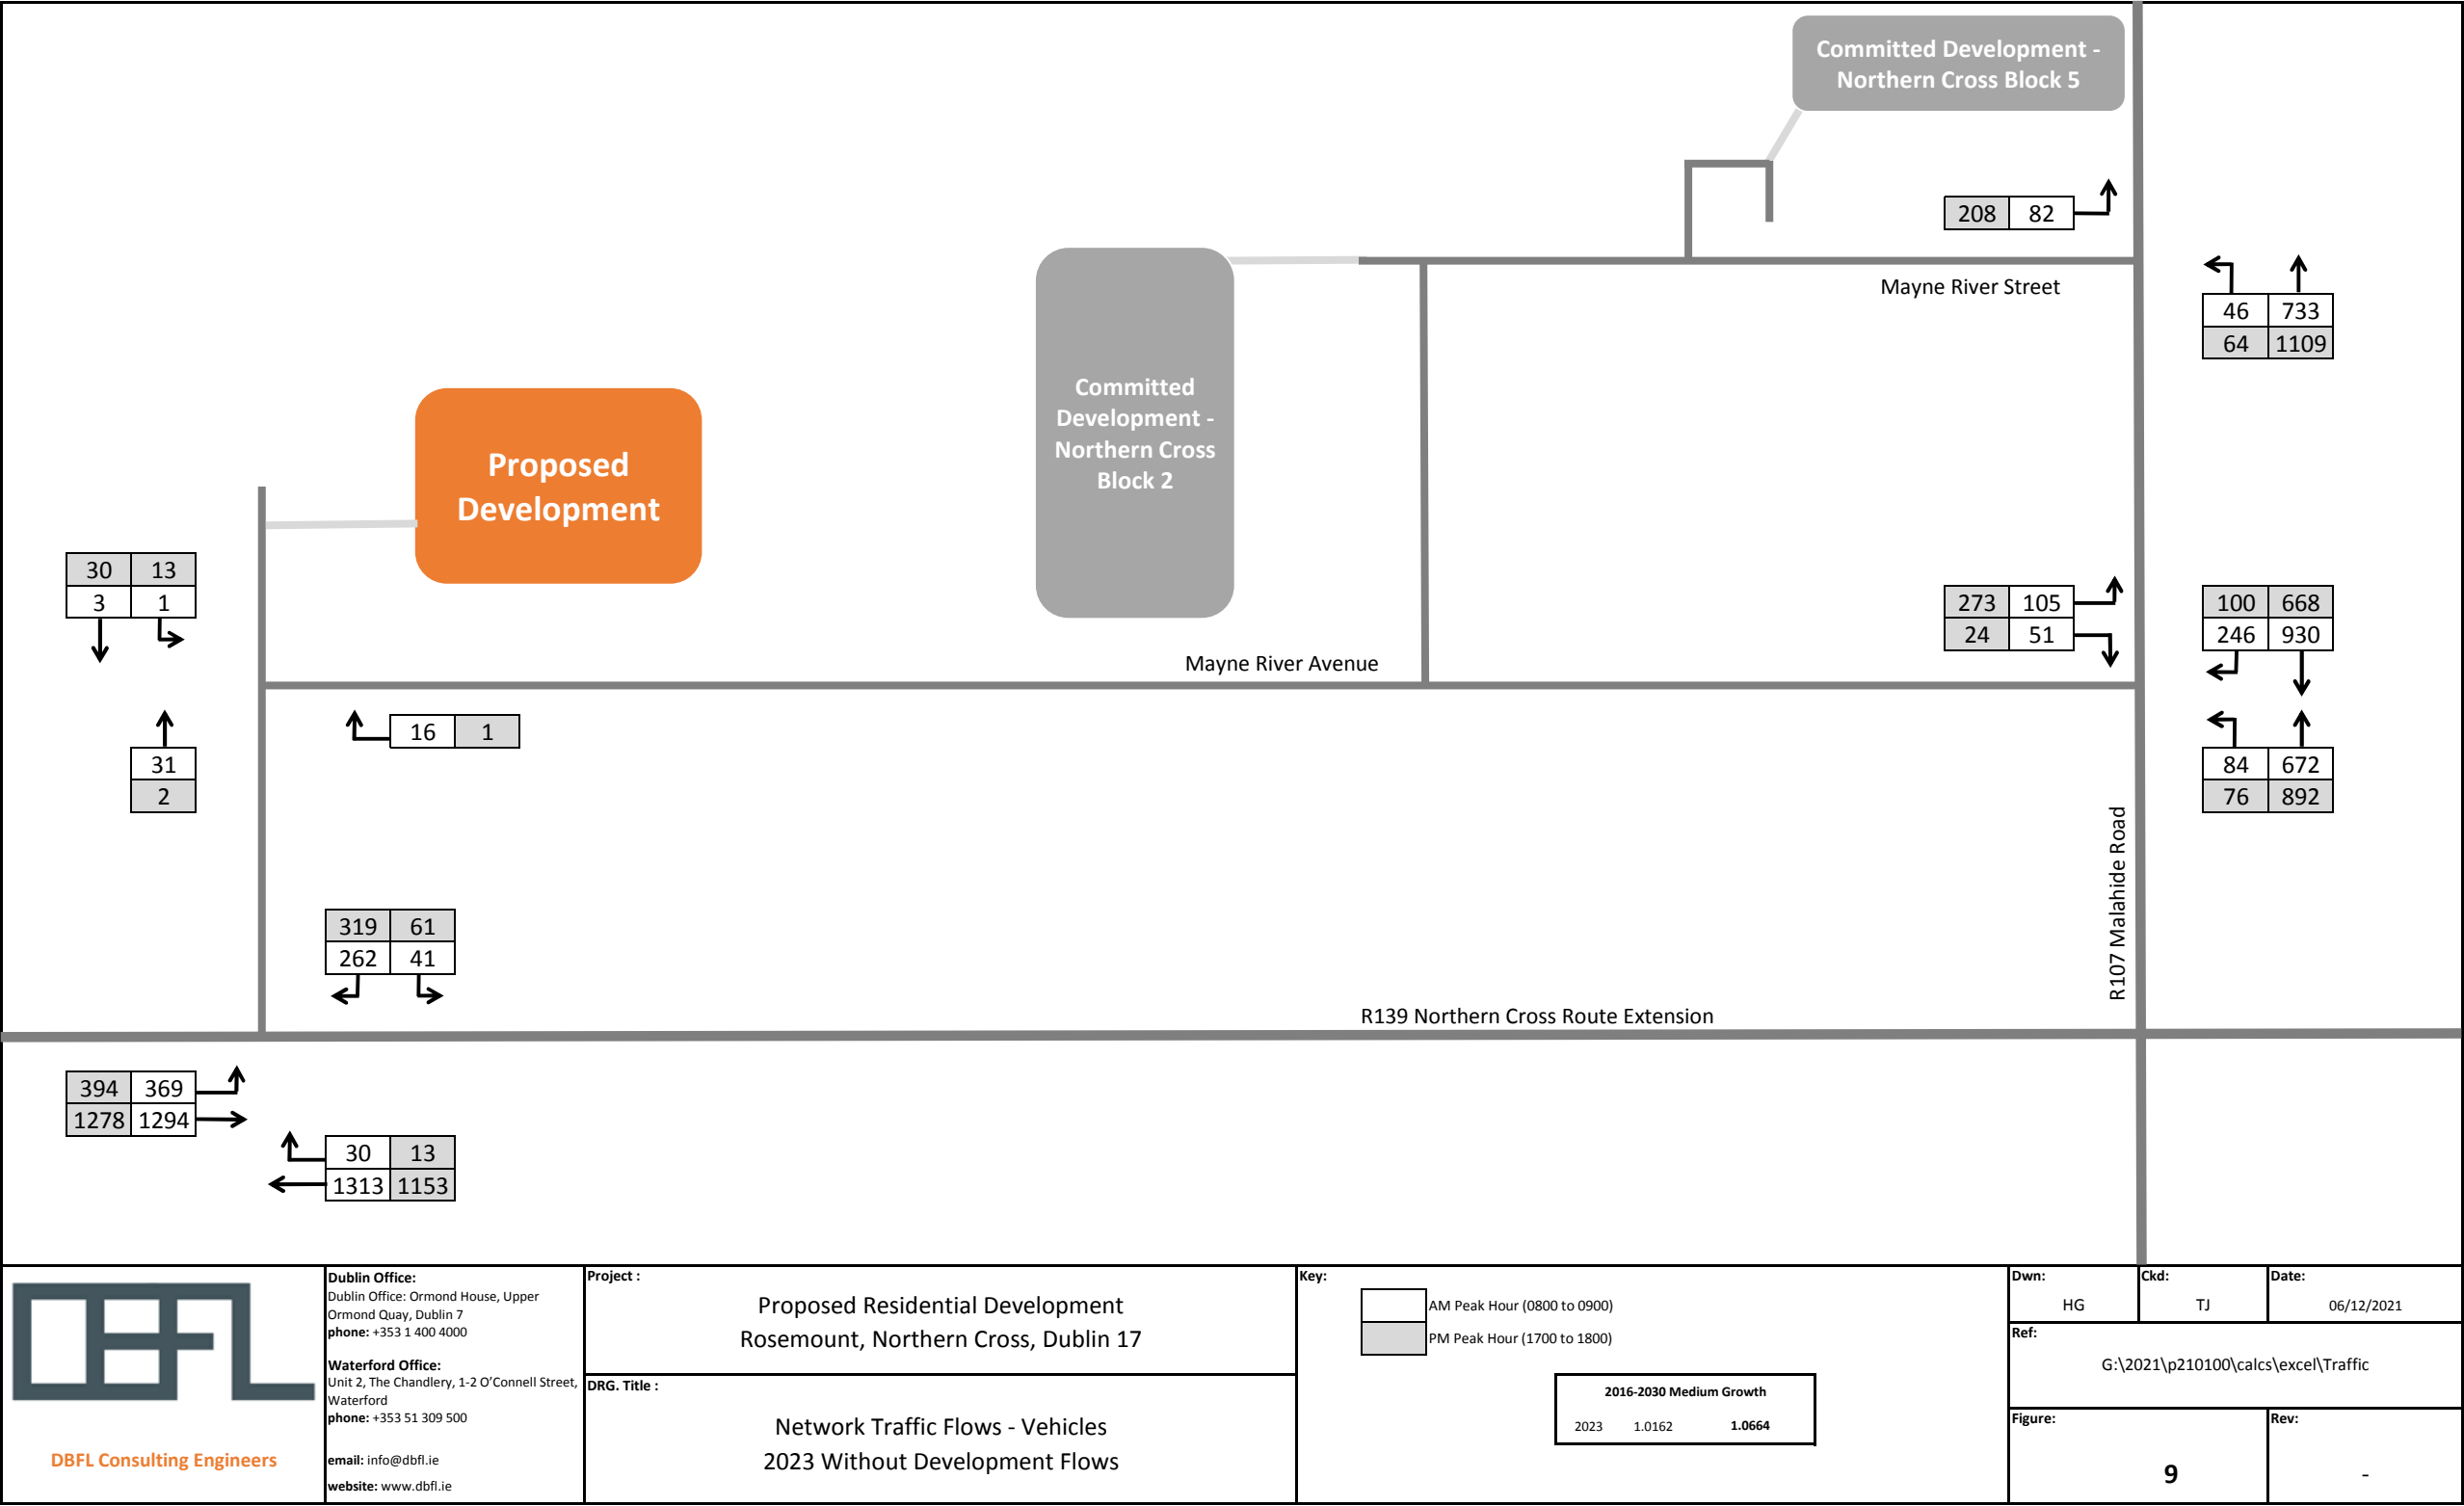 Committed Development -
Northern Cross Block 5
208 82
Mayne River Street
46 733
64 1109
Committed
Development -
Northern Cross
Block 2
Proposed
Development
30 13
3 1
273 105
24 51
100 668
246 930
Mayne River Avenue
16 1
31
2
84 672
76 892
R107 Malahide Road
319 61
262 41
R139 Northern Cross Route Extension
394 369
1278 1294
30 13
1313 1153
DBFL
DBFL Consulting Engineers
Dublin Office:
Dublin Office: Ormond House, Upper
Ormond Quay, Dublin 7
phone: +353 1 400 4000
Waterford Office:
Unit 2, The Chandlery, 1-2 O'Connell Street,
Waterford
phone: +353 51 309 500
email: info@dbfl.ie
website: www.dbfl.ie
Project :
Proposed Residential Development
Rosemount, Northern Cross, Dublin 17
DRG. Title :
Network Traffic Flows - Vehicles
2023 Without Development Flows
Key:
AM Peak Hour (0800 to 0900)
PM Peak Hour (1700 to 1800)
2016-2030 Medium Growth
2023 1.0162 1.0664
Dwn:
HG
Ckd:
TJ
Date:
06/12/2021
Ref:
G:\2021\p210100\calcs\excel\Traffic
Figure:
9
Rev:
-